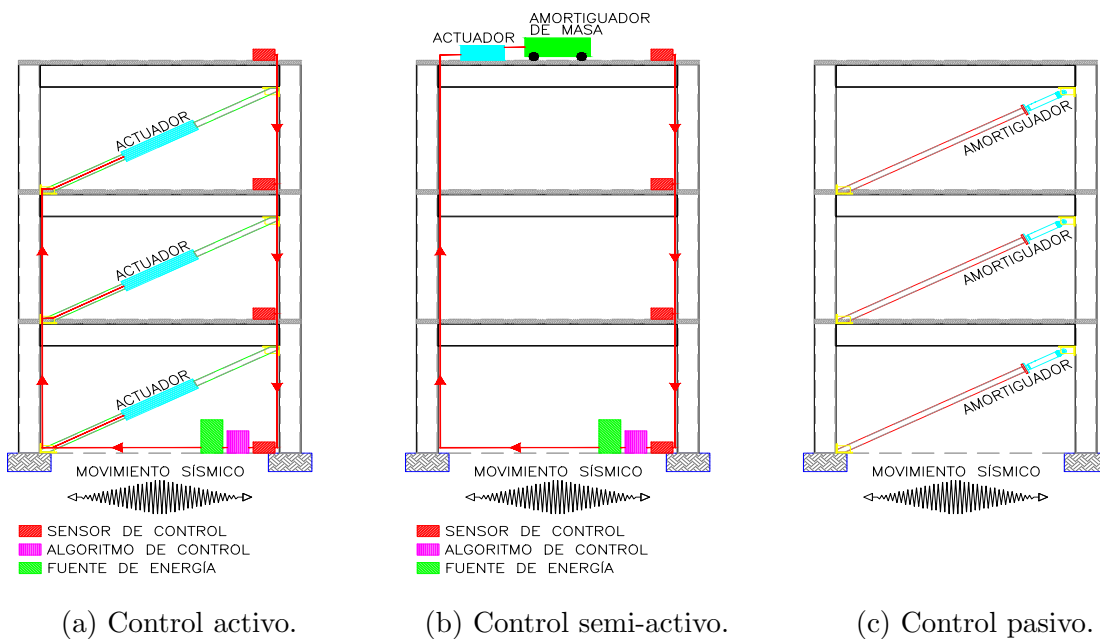 ACTUADOR
ACTUADOR
ACTUADOR
MOVIMIENTO SÍSMICO
SENSOR DE CONTROL
ALGORITMO DE CONTROL
FUENTE DE ENERGÍA
(a) Control activo.
ACTUADOR
AMORTIGUADOR
DE MASA
MOVIMIENTO SÍSMICO
SENSOR DE CONTROL
ALGORITMO DE CONTROL
FUENTE DE ENERGÍA
(b) Control semi-activo.
AMORTIGUADOR
AMORTIGUADOR
AMORTIGUADOR
MOVIMIENTO SÍSMICO
(c) Control pasivo.